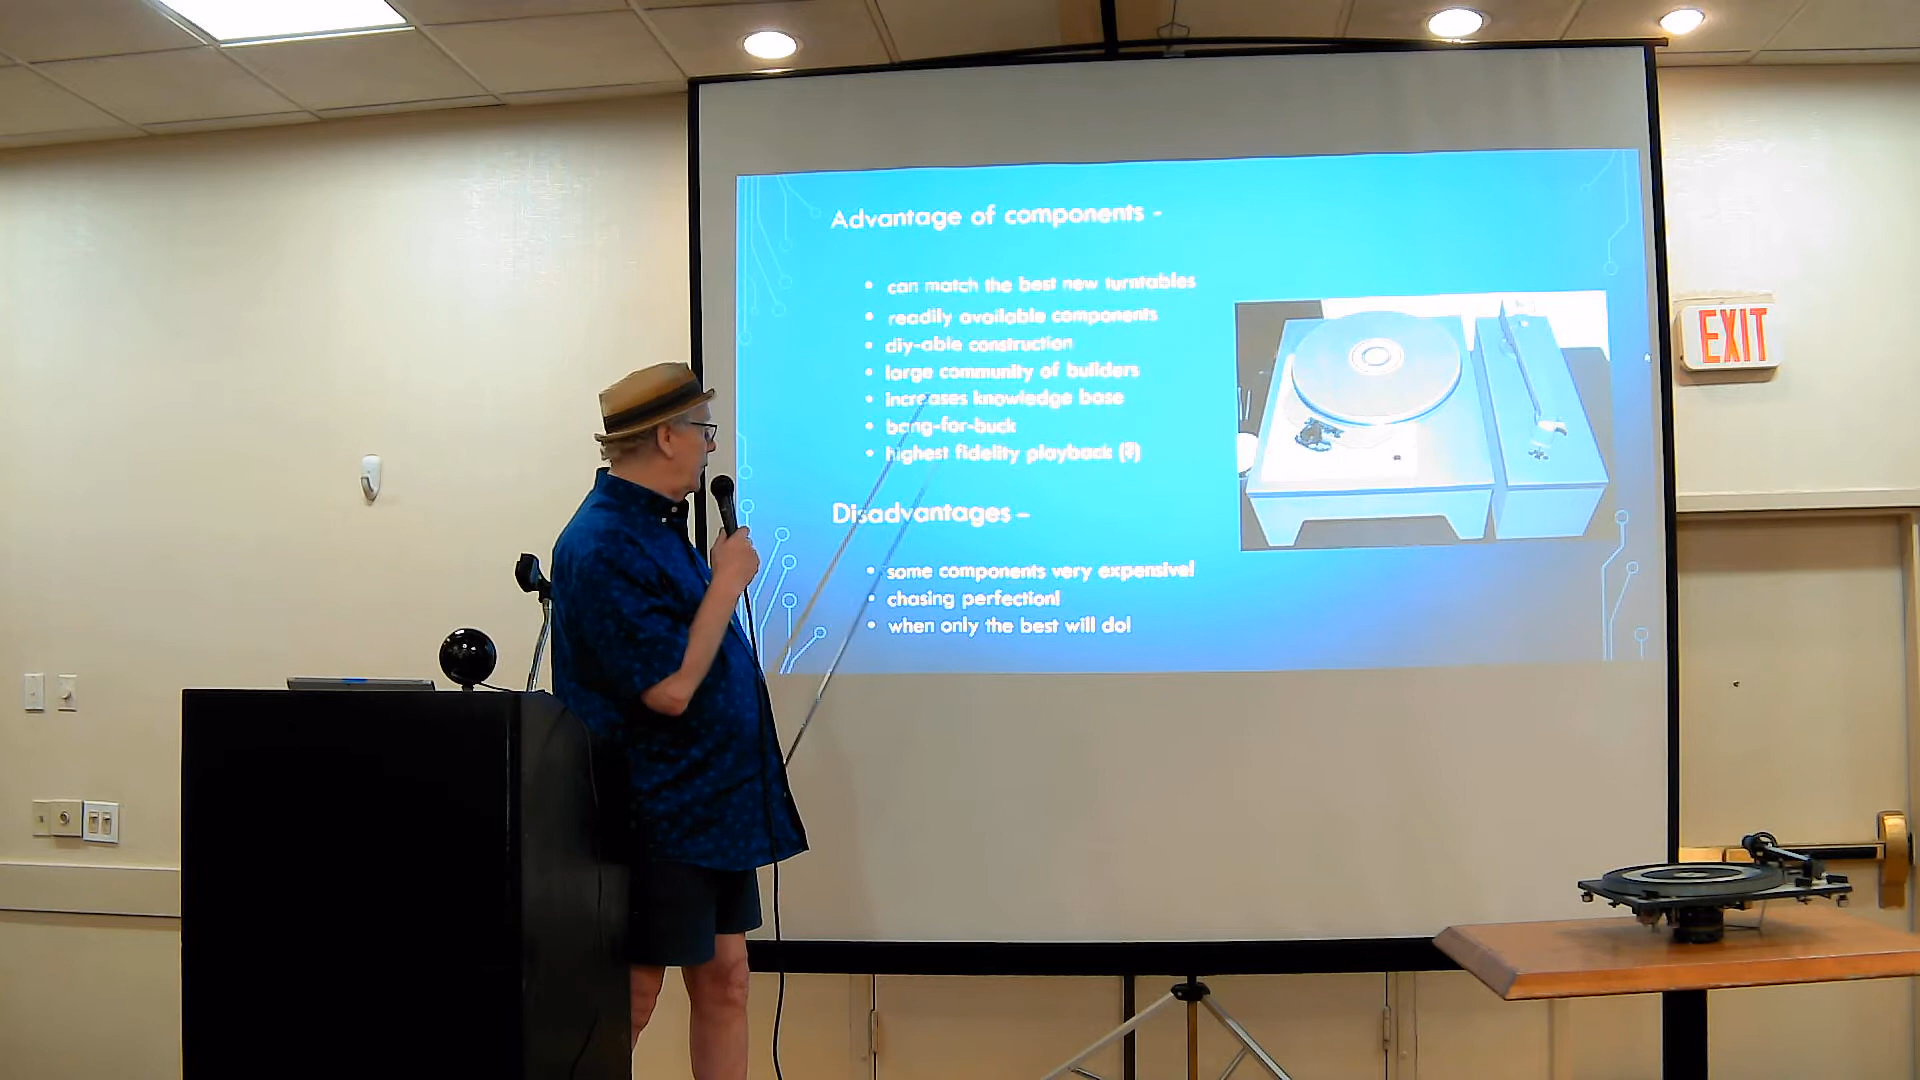 Advantage of components -
• can match the best new turntables
• readily available components
• diy-able construction
• large community of builders
• increases knowledge base
• bang-for-buck
• highest fidelity playback (?)
Disadvantages –
• some components very expensive!
• chasing perfection!
• when only the best will do!
EXIT